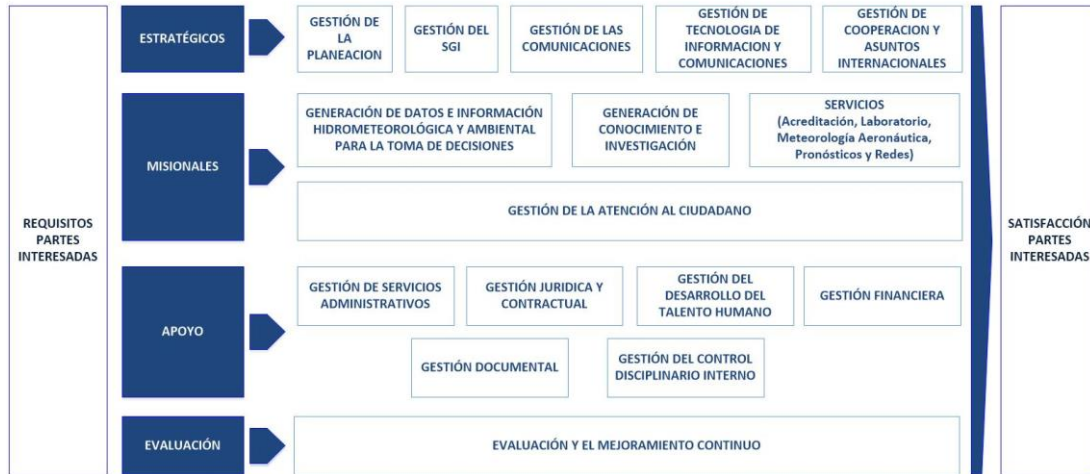 REQUISITOS
PARTES
INTERESADAS
ESTRATÉGICOS
GESTIÓN DE
LA
PLANEACION
GESTIÓN DEL
SGI
GESTIÓN DE LAS
COMUNICACIONES
GESTIÓN DE
TECNOLOGIA DE
INFORMACION Y
COMUNICACIONES
GESTIÓN DE
COOPERACION Y
ASUNTOS
INTERNACIONALES
MISIONALES
GENERACIÓN DE DATOS E INFORMACIÓN
HIDROMETEOROLÓGICA Y AMBIENTAL
PARA LA TOMA DE DECISIONES
GENERACIÓN DE
CONOCIMIENTO E
INVESTIGACIÓN
SERVICIOS
(Acreditación, Laboratorio,
Meteorología Aeronáutica,
Pronósticos y Redes)
GESTIÓN DE LA ATENCIÓN AL CIUDADANO
APOYO
GESTIÓN DE SERVICIOS
ADMINISTRATIVOS
GESTIÓN JURIDICA Y
CONTRACTUAL
GESTIÓN DEL
DESARROLLO DEL
TALENTO HUMANO
GESTIÓN FINANCIERA
GESTIÓN DOCUMENTAL
GESTIÓN DEL CONTROL
DISCIPLINARIO INTERNO
EVALUACIÓN
EVALUACIÓN Y EL MEJORAMIENTO CONTINUO
SATISFACCIÓN
PARTES
INTERESADAS